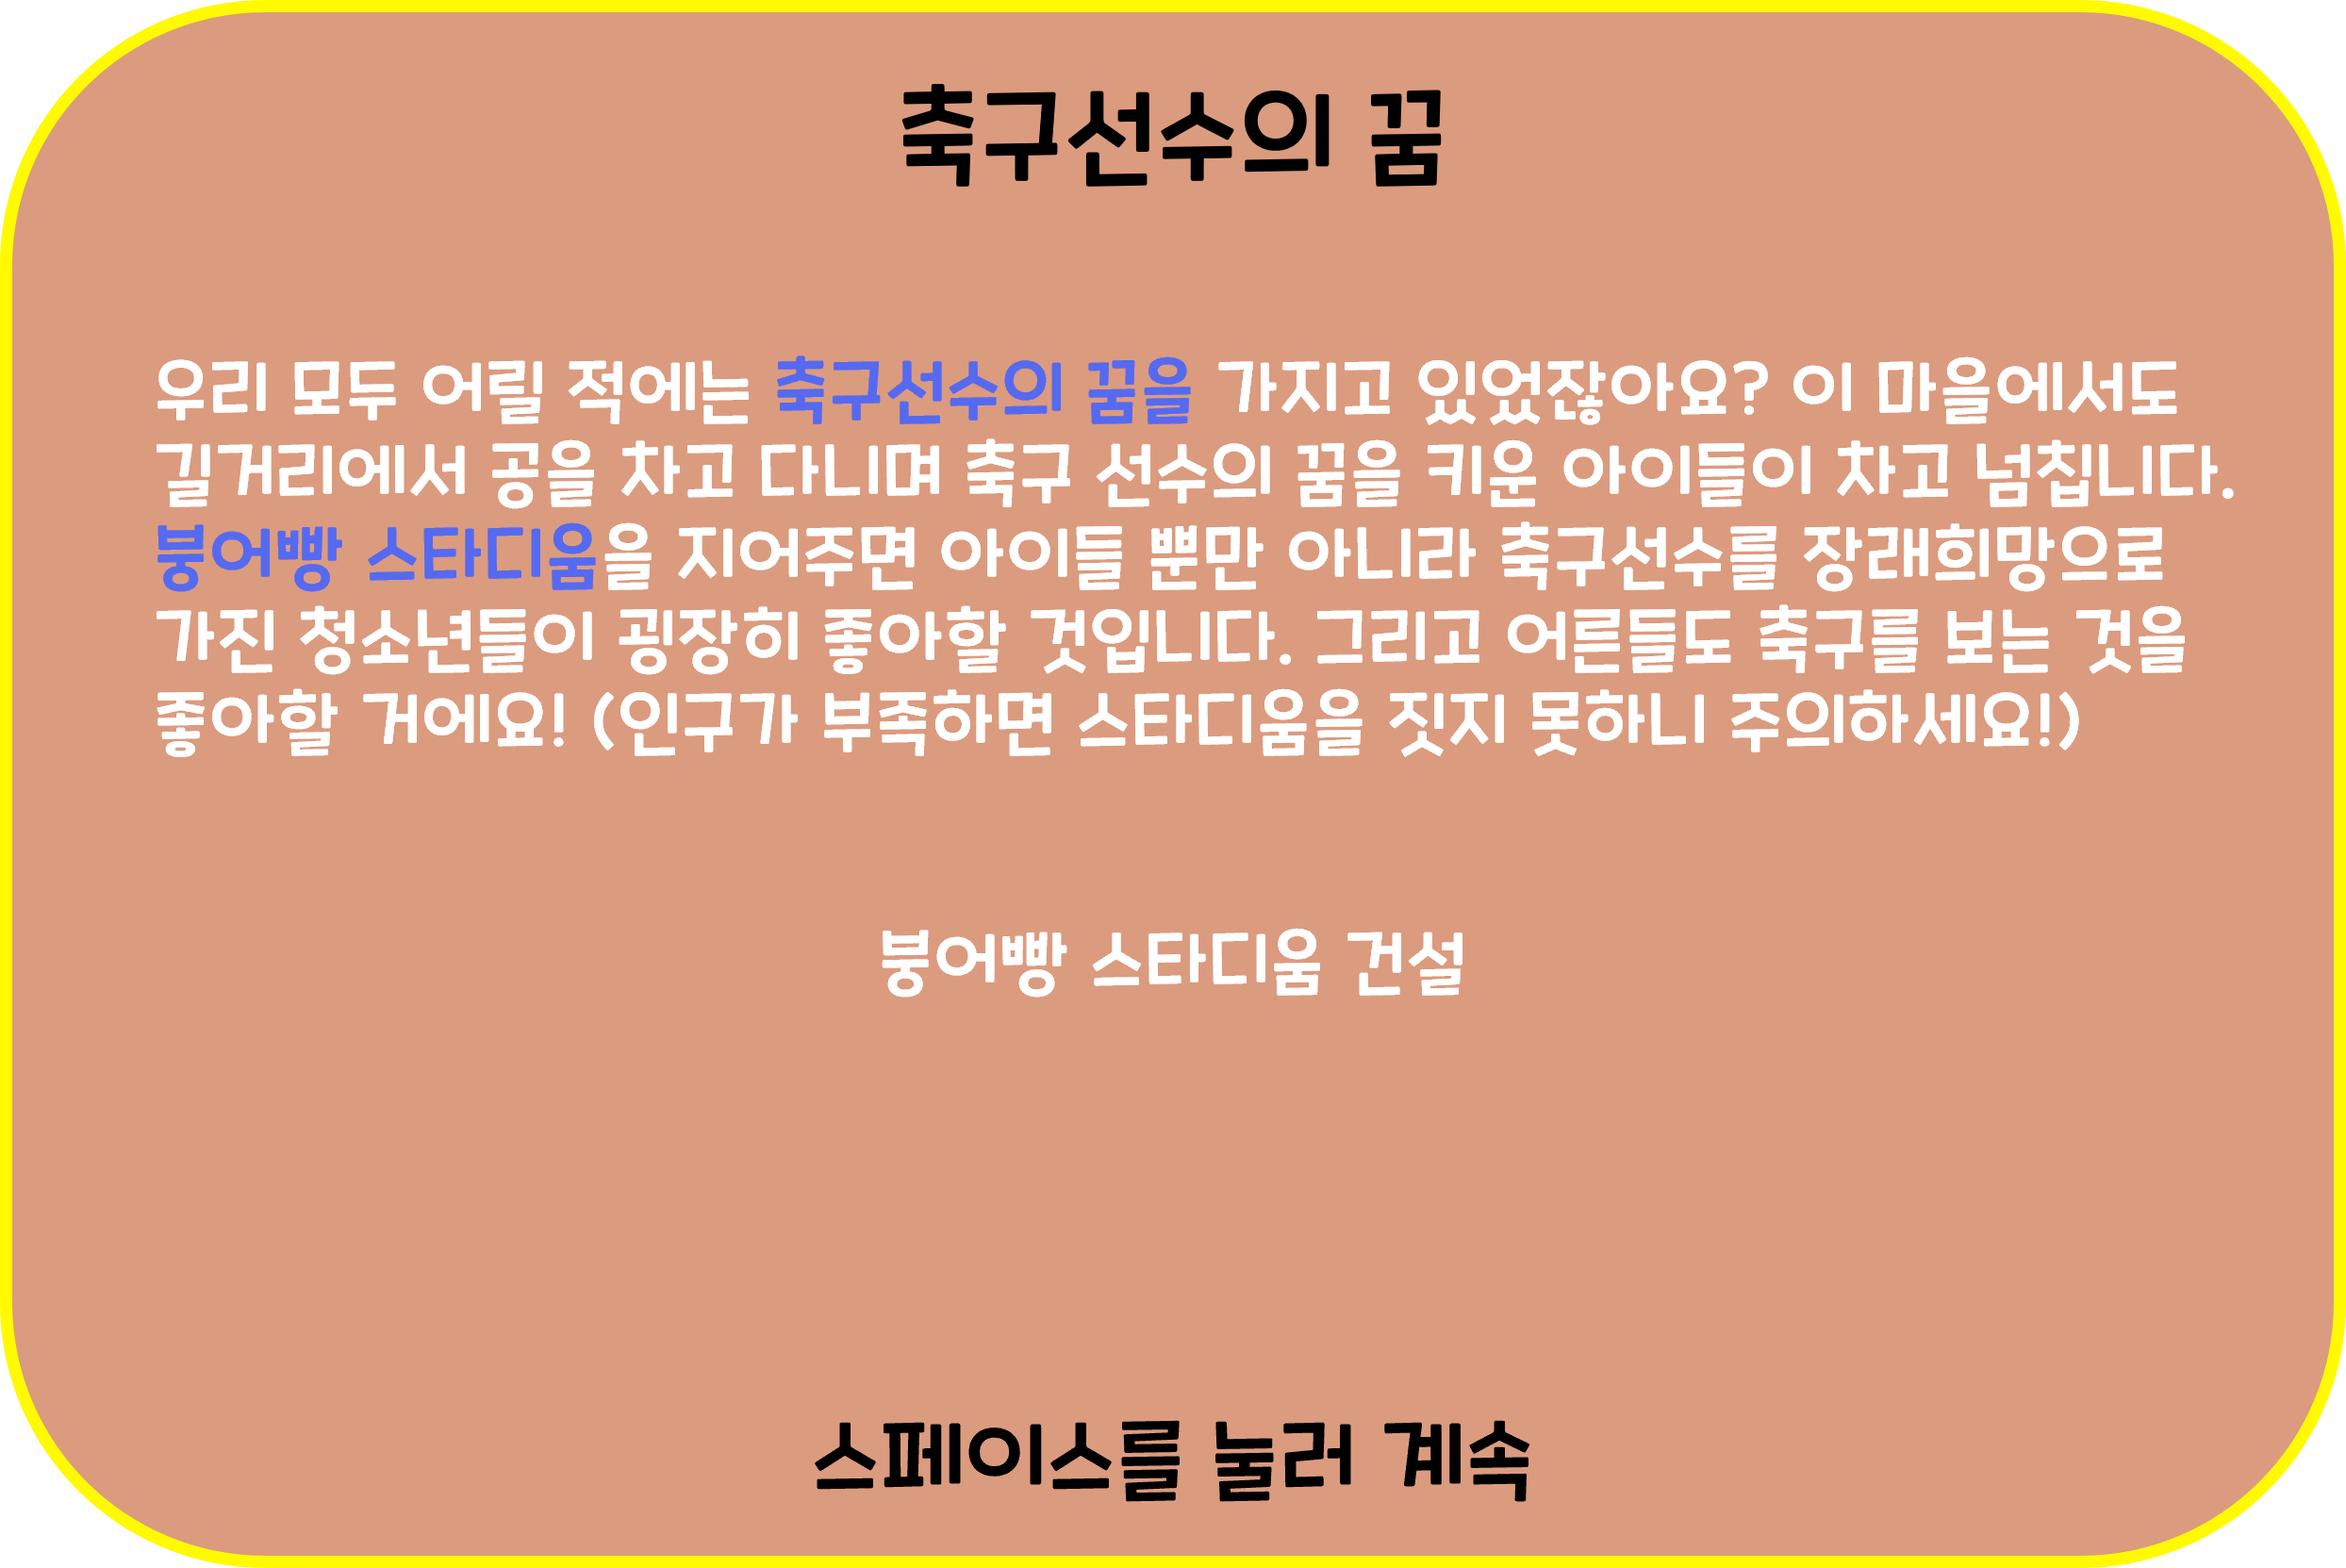 축구선수의 꿈
우리 모두 어릴 적에는 축구선수의 꿈을 가지고 있었잖아요? 이 마을에서도
길거리에서 공을 차고 다니며 축구 선수의 꿈을 키운 아이들이 차고 넘칩니다.
붕어빵 스타디움을 지어주면 아이들 뿐만 아니라 축구선수를 장래희망으로
가진 청소년들이 굉장히 좋아할 것입니다. 그리고 어른들도 축구를 보는 것을
좋아할 거에요! (인구가 부족하면 스타디움을 짓지 못하니 주의하세요!)
붕어빵 스타디움 건설
스페이스를 눌러 계속